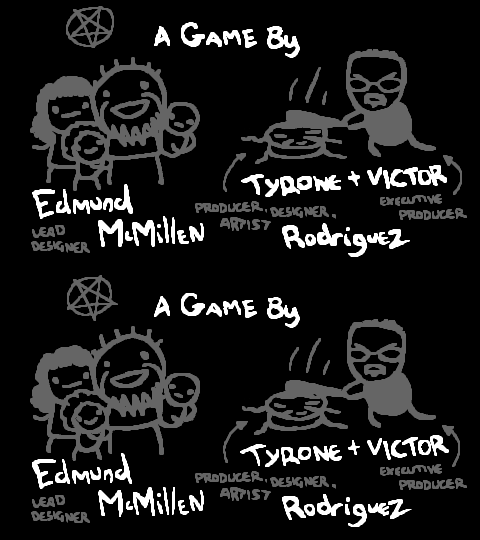 A GAME By
Edmund
McMillEN
LEAD
DESIGNER
TYRONE + VICTOR
PRODUCER, DESIGNER,
ARTIST
EXECUTIVE
PRODUCER
RodriguEZ
A GAME By
Edmund
McMillEN
LEAD
DESIGNER
TYRONE + VICTOR
PRODUCER, DESIGNER,
ARTIST
EXECUTIVE
PRODUCER
RodriguEZ